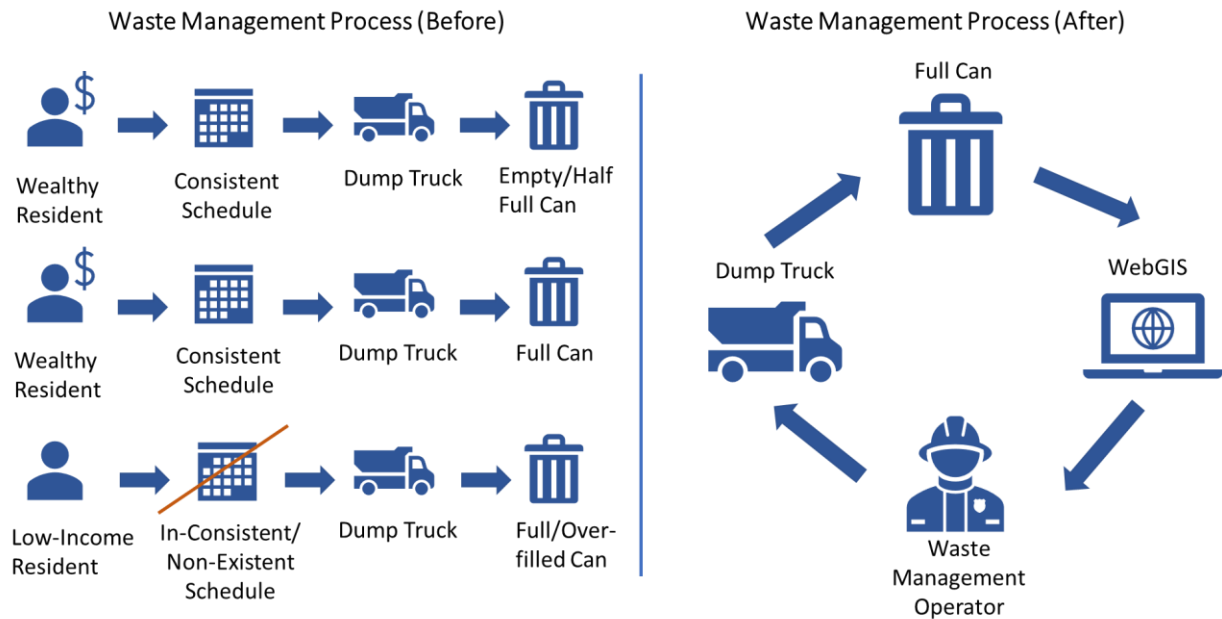 Waste Management Process (Before)
$
Wealthy
Resident
Consistent
Schedule
Dump Truck
Empty/Half
Full Can
$
Wealthy
Resident
Consistent
Schedule
Dump Truck
Full Can
Low-Income
Resident
In-Consistent/
Non-Existent
Schedule
Dump Truck
Full/Over-
filled Can
Waste Management Process (After)
Full Can
WebGIS
Waste
Management
Operator
Dump Truck